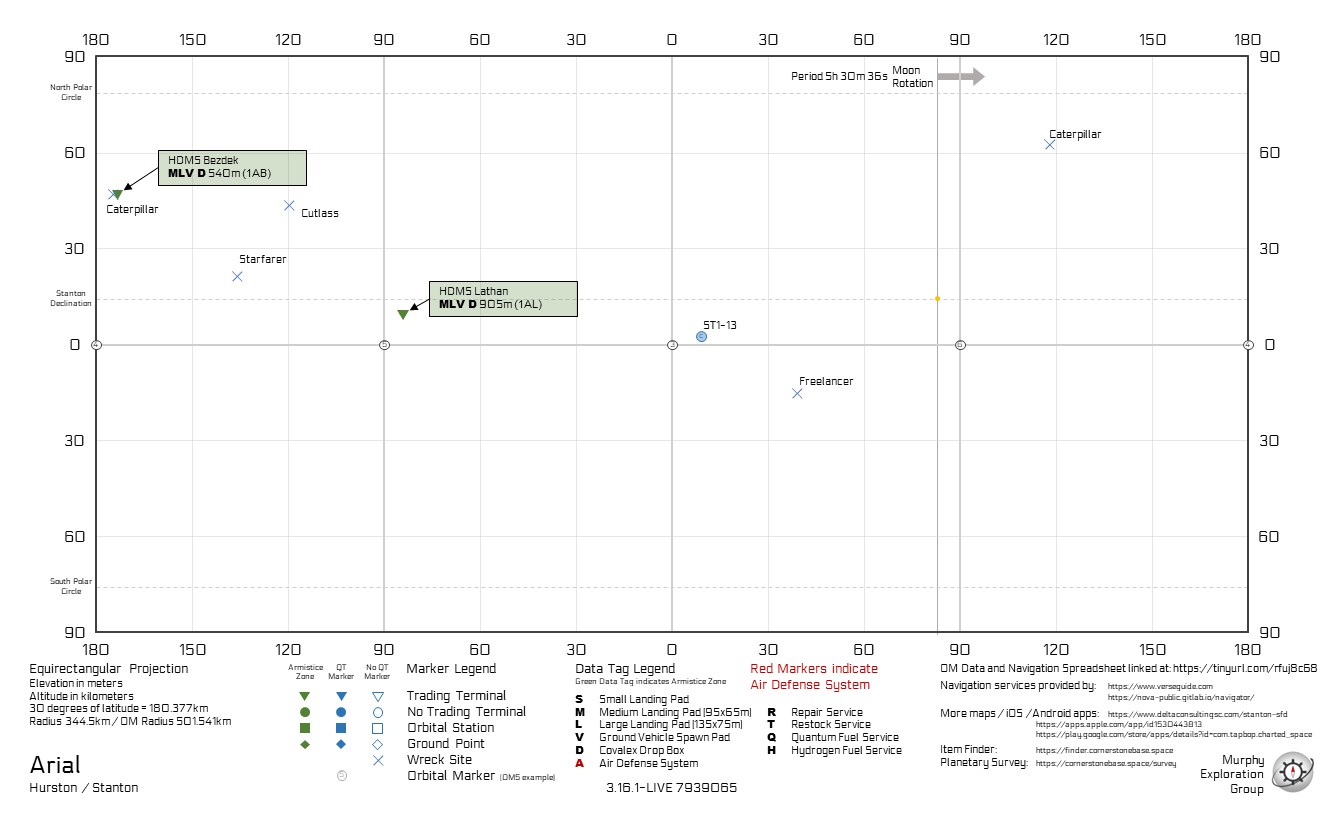 180 150 120 90 60 30 0 30 60 90 120 150 180
90 90
Period 5h 30m 36s Moon
Rotation
North Polar
Circle
Caterpillar
60 60
HDMS Bezdek
MLV D 540m (1AB)
Caterpillar
Cutlass
30 30
Starfarer
Stanton
Declination
HDMS Lathan
MLV D 905m (1AL)
ST1-13
0 0
Freelancer
30 30
60 60
South Polar
Circle
90 90
180 150 120 90 60 30 0 30 60 90 120 150 180
Equirectangular Projection
Elevation in meters
Altitude in kilometers
30 degrees of latitude = 180.377km
Radius 344.5km / OM Radius 501.541km
Arial
Hurston / Stanton
Armistice
Zone
QT
Marker
No QT
Marker
Marker Legend
Trading Terminal
No Trading Terminal
Orbital Station
Ground Point
Wreck Site
Orbital Marker (OM5 example)
Data Tag Legend
Green Data Tag indicates Armistice Zone
S Small Landing Pad
M Medium Landing Pad (95x65m)
L Large Landing Pad (135x75m)
V Ground Vehicle Spawn Pad
D Covalex Drop Box
A Air Defense System
Red Markers indicate
Air Defense System
R Repair Service
T Restock Service
Q Quantum Fuel Service
H Hydrogen Fuel Service
3.16.1-LIVE 7939065
OM Data and Navigation Spreadsheet linked at: https://tinyurl.com/rfuj8c68
Navigation services provided by: https://www.verseguide.com
https://nova-public.gitlab.io/navigator/
More maps / iOS / Android apps: https://www.deltaconsultingsc.com/stanton-sfd
https://apps.apple.com/app/id1530443813
https://play.google.com/store/apps/details?id=com.tapbop.charted_space
Item Finder: https://finder.cornerstonebase.space
Planetary Survey: https://cornerstonebase.space/survey
Murphy
Exploration
Group